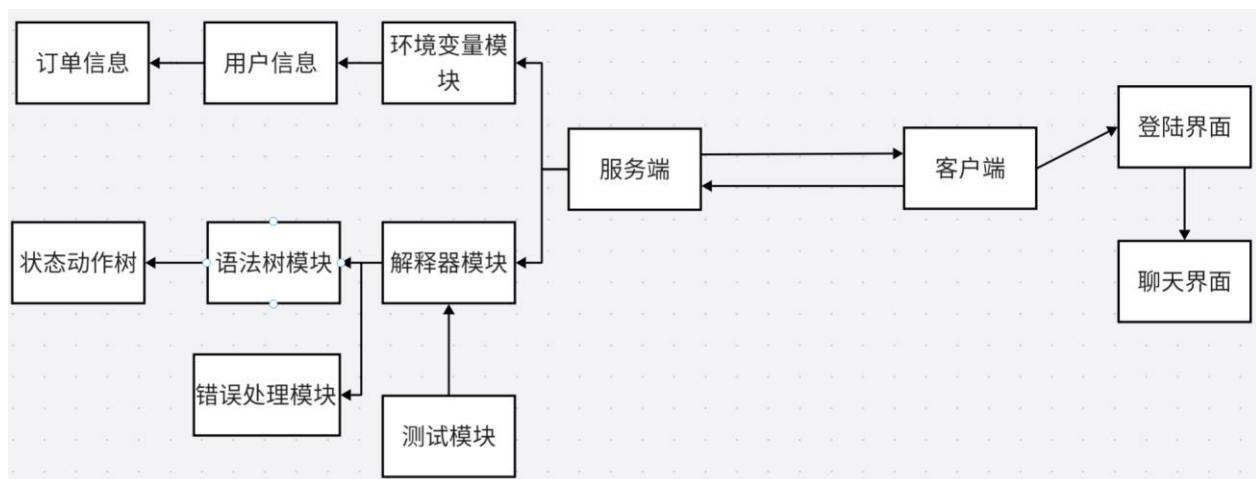 订单信息
用户信息
环境变量模
块
服务端
客户端
登陆界面
状态动作树
语法树模块
解释器模块
聊天界面
错误处理模块
测试模块